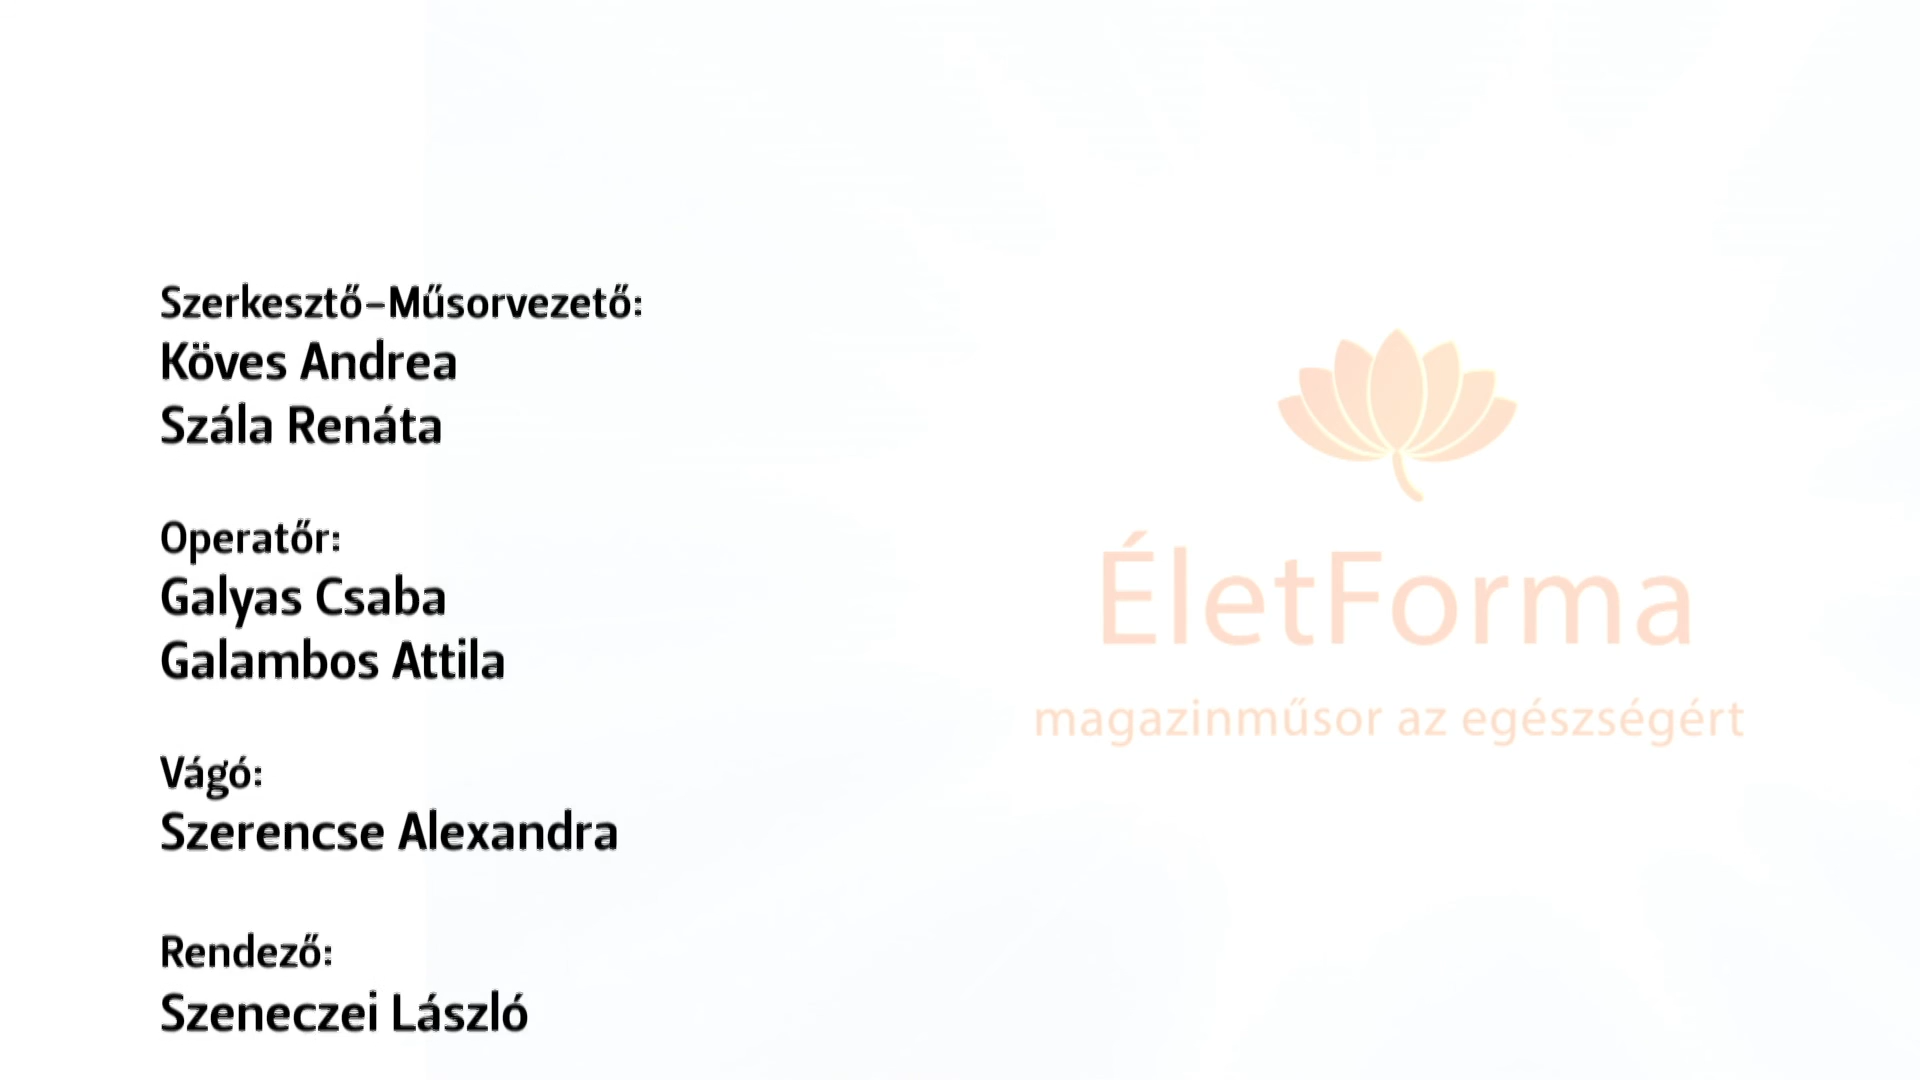 Szerkesztő-Műsorvezető:
Köves Andrea
Szála Renáta
Operatőr:
Galyas Csaba
Galambos Attila
Vágó:
Szerencse Alexandra
Rendező:
Szeneczei László
ÉletForma
magazinműsor az egészségért